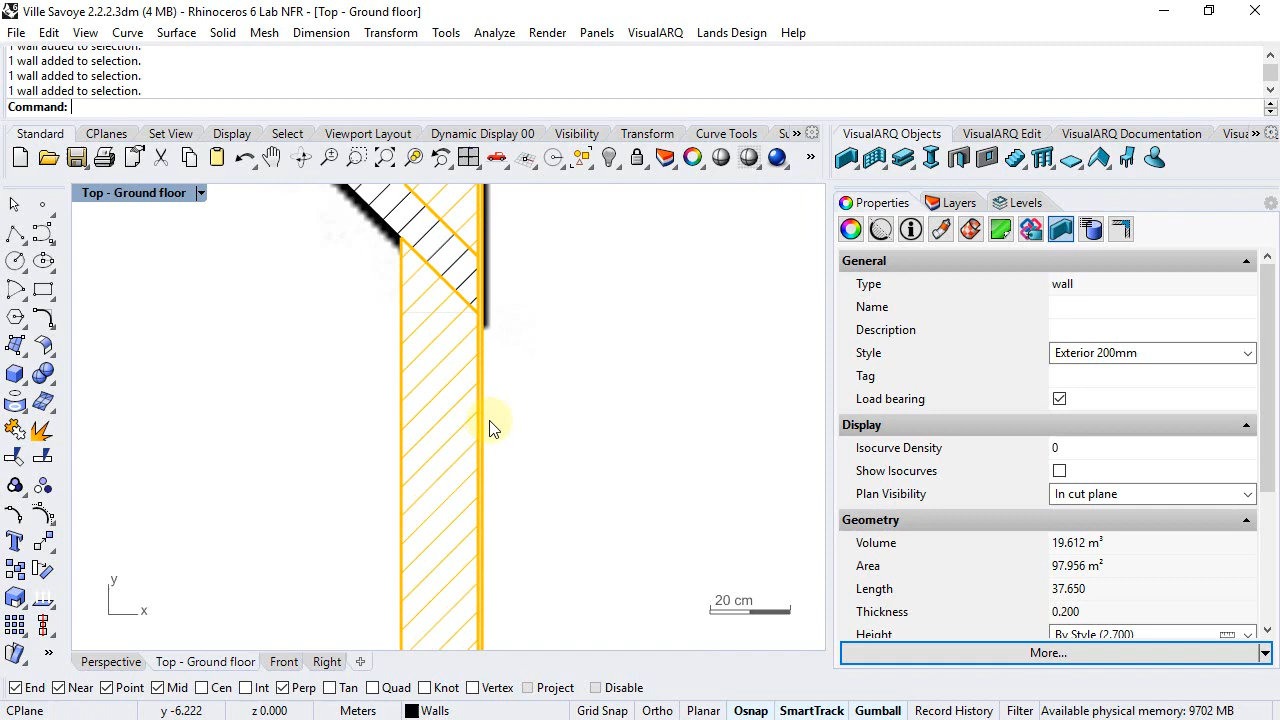 Ville Savoye 2.2.2.3dm (4 MB) - Rhinoceros 6 Lab NFR - [Top - Ground floor]
File Edit View Curve Surface Solid Mesh Dimension Transform Tools Analyze Render Panels VisualARQ Lands Design Help
1 wall added to selection.
1 wall added to selection.
1 wall added to selection.
1 wall added to selection.
Command:
Standard CPlanes Set View Display Select Viewport Layout Dynamic Display 00 Visibility Transform Curve Tools Su » VisualARQ Objects VisualARQ Edit VisualARQ Documentation Visua »
Top - Ground floor
Properties Layers Levels
General
Type wall
Name
Description
Style Exterior 200mm
Tag
Load bearing
Display
Isocurve Density 0
Show Isocurves
Plan Visibility In cut plane
Geometry
Volume 19.612 m³
Area 97.956 m²
Length 37.650
Thickness 0.200
Height By Style (2.700)
More...
y
x
20 cm
Perspective Top - Ground floor Front Right
End Near Point Mid Cen Int Perp Tan Quad Knot Vertex Project Disable
CPlane y -6.222 z 0.000 Meters Walls Grid Snap Ortho Planar Osnap SmartTrack Gumball Record History Filter Available physical memory: 9702 MB